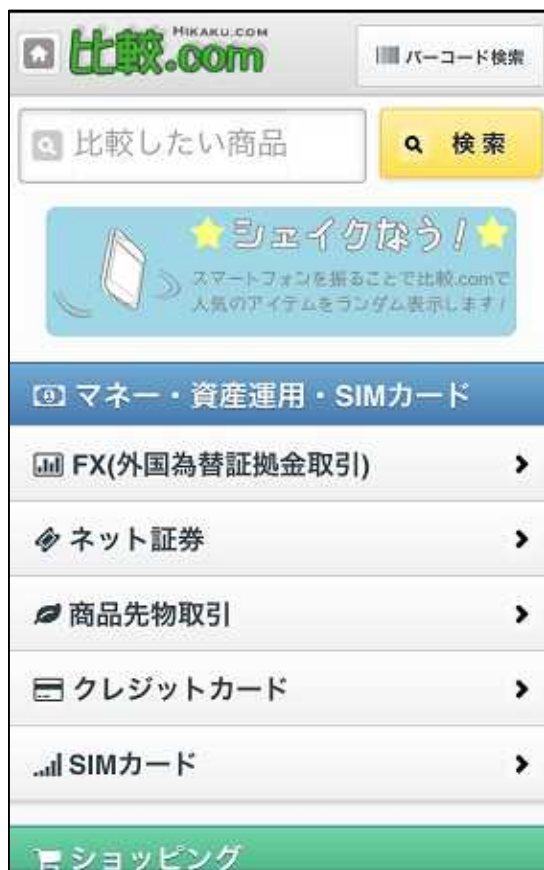 HIKAKU.COM
比較.com
バーコード検索
比較したい商品
検索
シェイクなう!
スマートフォンを振ることで比較.comで
人気のアイテムをランダム表示します!
マネー・資産運用・SIMカード
FX(外国為替証拠金取引)
ネット証券
商品先物取引
クレジットカード
SIMカード
ショッピング